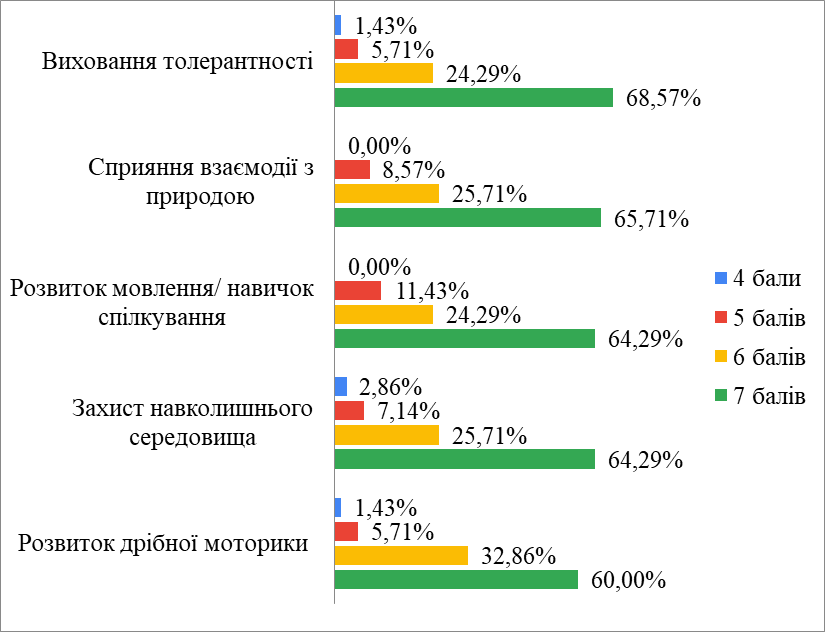 1,43%
5,71%
Виховання толерантності
24,29%
68,57%
0,00%
Сприяння взаємодії з
природою
8,57%
25,71%
65,71%
0,00%
Розвиток мовлення/ навичок
спілкування
11,43%
24,29%
64,29%
2,86%
Захист навколишнього
середовища
7,14%
25,71%
64,29%
1,43%
5,71%
Розвиток дрібної моторики
32,86%
60,00%
4 бали
5 балів
6 балів
7 балів